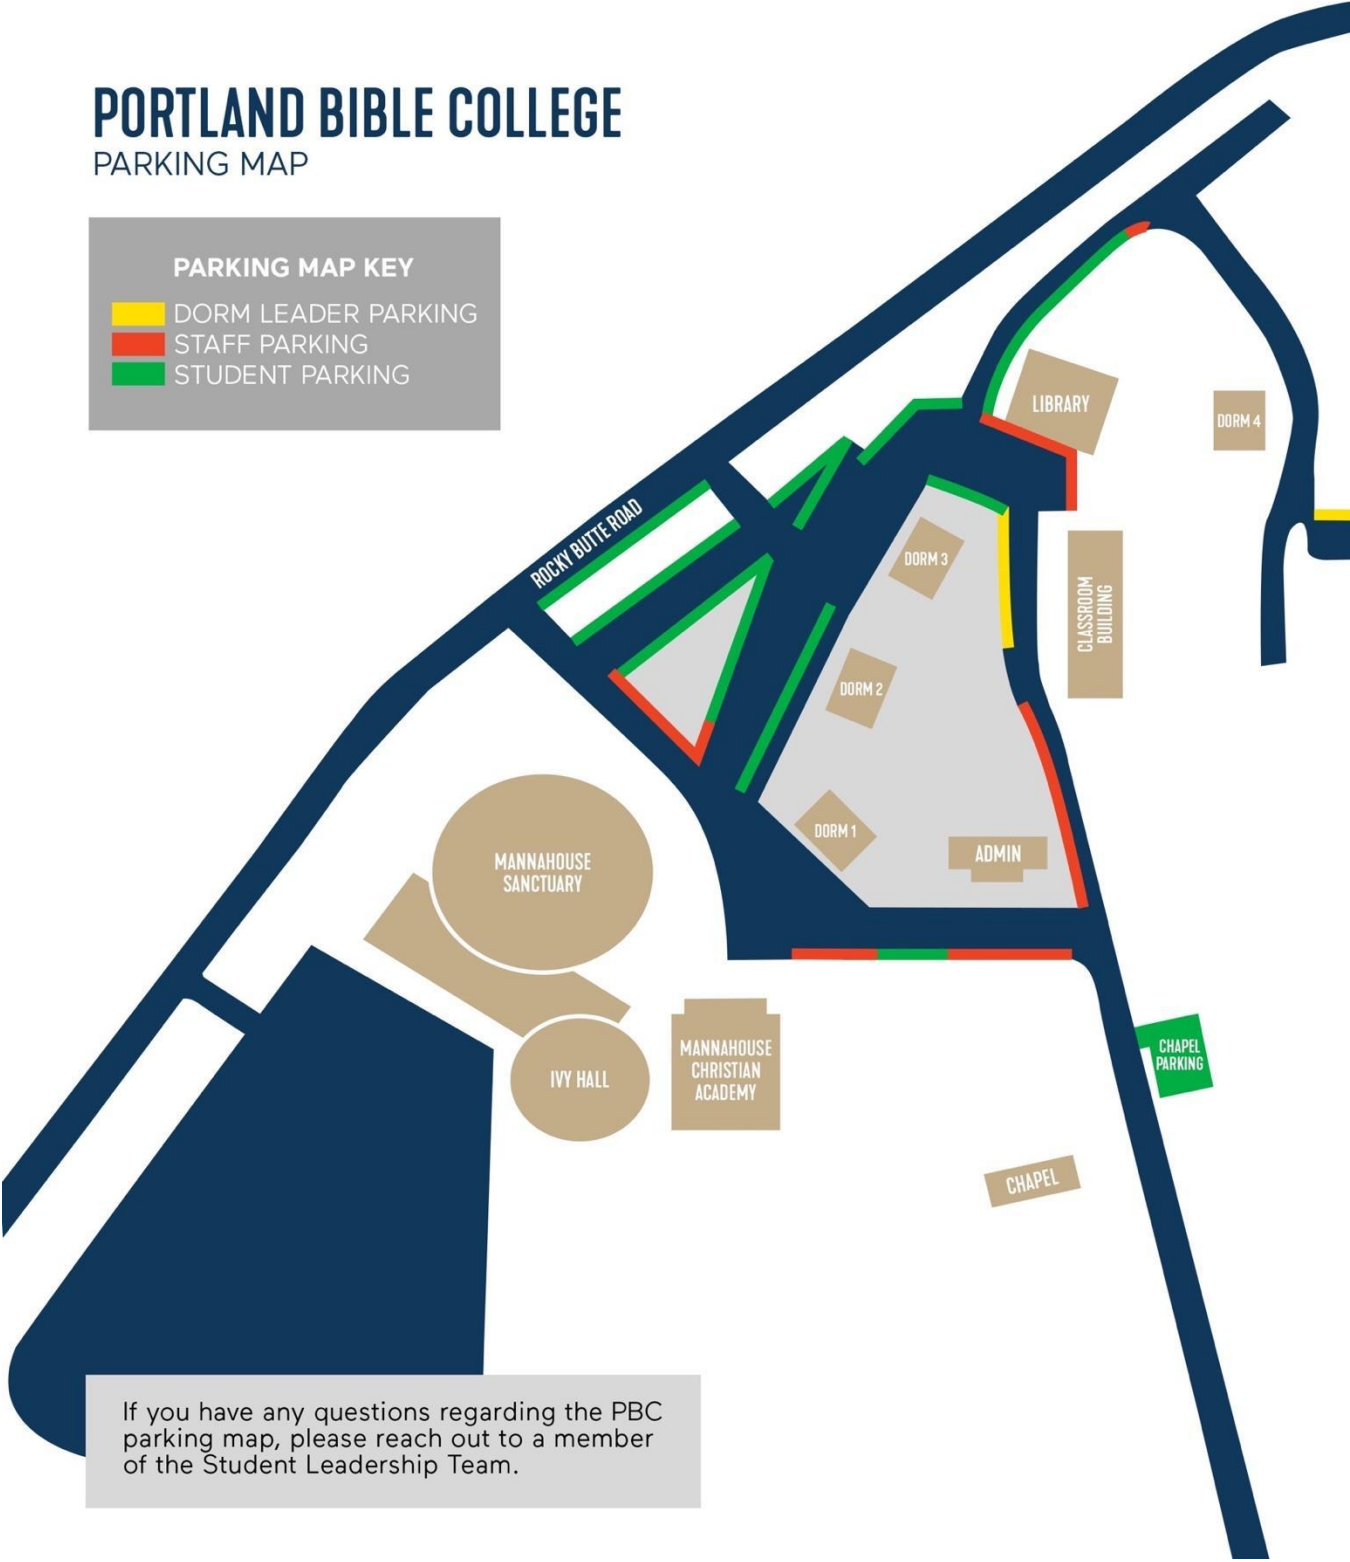 PORTLAND BIBLE COLLEGE
PARKING MAP
PARKING MAP KEY
DORM LEADER PARKING
STAFF PARKING
STUDENT PARKING
LIBRARY
DORM 4
ROCKY BUTTE ROAD
DORM 3
CLASSROOM
BUILDING
DORM 2
DORM 1
ADMIN
MANNAHOUSE
SANCTUARY
IVY HALL
MANNAHOUSE
CHRISTIAN
ACADEMY
CHAPEL
PARKING
CHAPEL
If you have any questions regarding the PBC
parking map, please reach out to a member
of the Student Leadership Team.